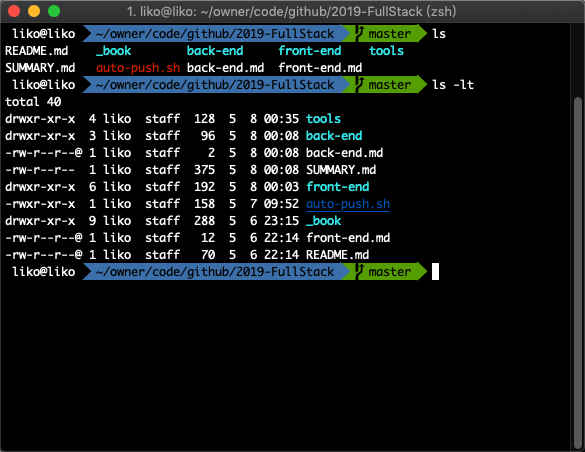 1. liko@liko: ~/owner/code/github/2019-FullStack (zsh)
liko@liko ~/owner/code/github/2019-FullStack master ls
README.md _book back-end front-end tools
SUMMARY.md auto-push.sh back-end.md front-end.md
liko@liko ~/owner/code/github/2019-FullStack master ls -lt
total 40
drwxr-xr-x 4 liko staff 128 5 8 00:35 tools
drwxr-xr-x 3 liko staff 96 5 8 00:08 back-end
-rw-r--r--@ 1 liko staff 2 5 8 00:08 back-end.md
-rw-r--r-- 1 liko staff 375 5 8 00:08 SUMMARY.md
drwxr-xr-x 6 liko staff 192 5 8 00:03 front-end
-rwxr-xr-x 1 liko staff 158 5 7 09:52 auto-push.sh
drwxr-xr-x 9 liko staff 288 5 6 23:15 _book
-rw-r--r--@ 1 liko staff 12 5 6 22:14 front-end.md
-rw-r--r--@ 1 liko staff 70 5 6 22:14 README.md
liko@liko ~/owner/code/github/2019-FullStack master